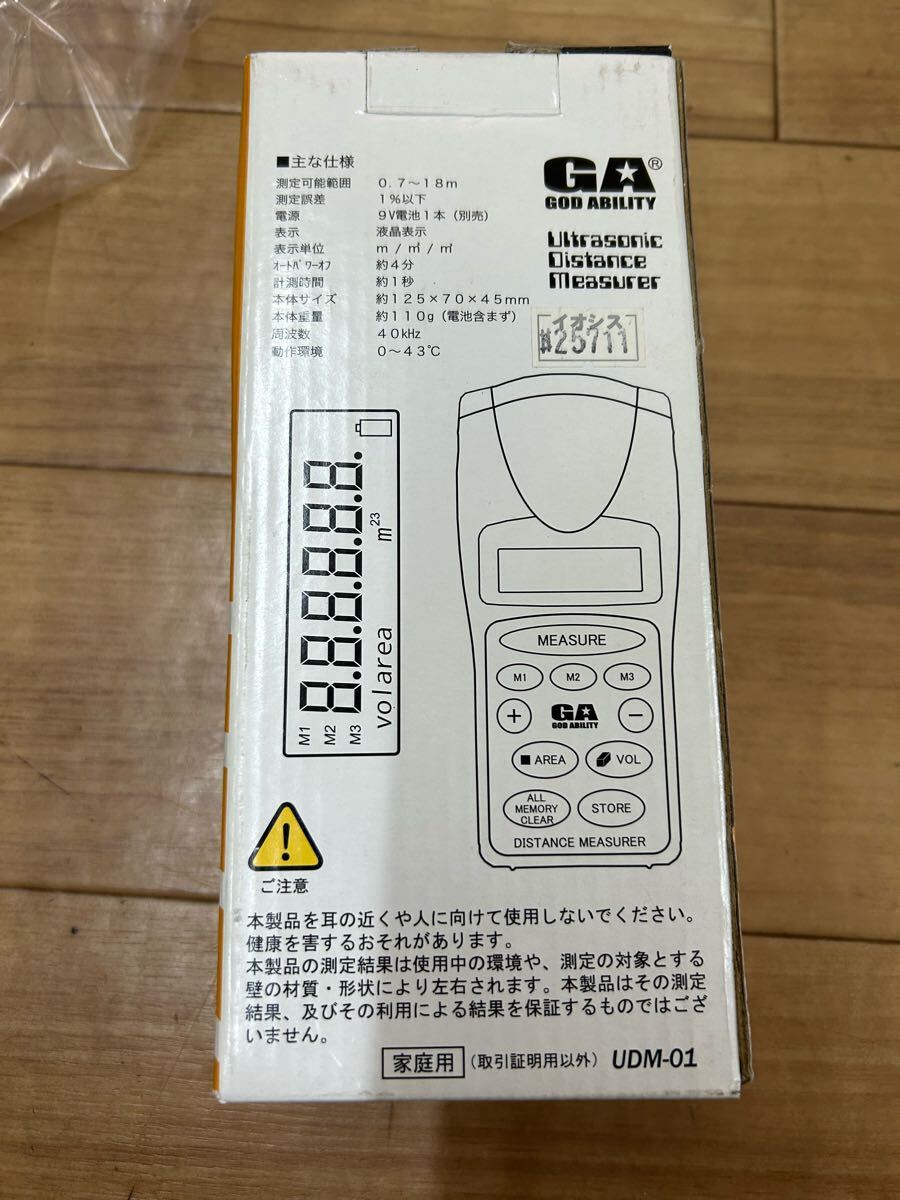 ■主な仕様
測定可能範囲 0.7～18m
測定誤差 1%以下
電源 9V電池1本（別売）
表示 液晶表示
表示単位 m / ㎡ / ㎥
ｵｰﾄﾊﾟﾜｰｵﾌ 約4分
計測時間 約1秒
本体サイズ 約125×70×45mm
本体重量 約110g（電池含まず）
周波数 40kHz
動作環境 0～43℃
GA®
GOD ABILITY
Ultrasonic
Distance
Measurer
イオシス
#25711
M1
M2
M3
8.8.8.8.8.8.
vol area
m23
MEASURE
M1 M2 M3
+ GA −
GOD ABILITY
■ AREA VOL
ALL
MEMORY
CLEAR
STORE
DISTANCE MEASURER
!
ご注意
本製品を耳の近くや人に向けて使用しないでください。
健康を害するおそれがあります。
本製品の測定結果は使用中の環境や、測定の対象とする
壁の材質・形状により左右されます。本製品はその測定
結果、及びその利用による結果を保証するものではござ
いません。
家庭用 （取引証明用以外） UDM-01